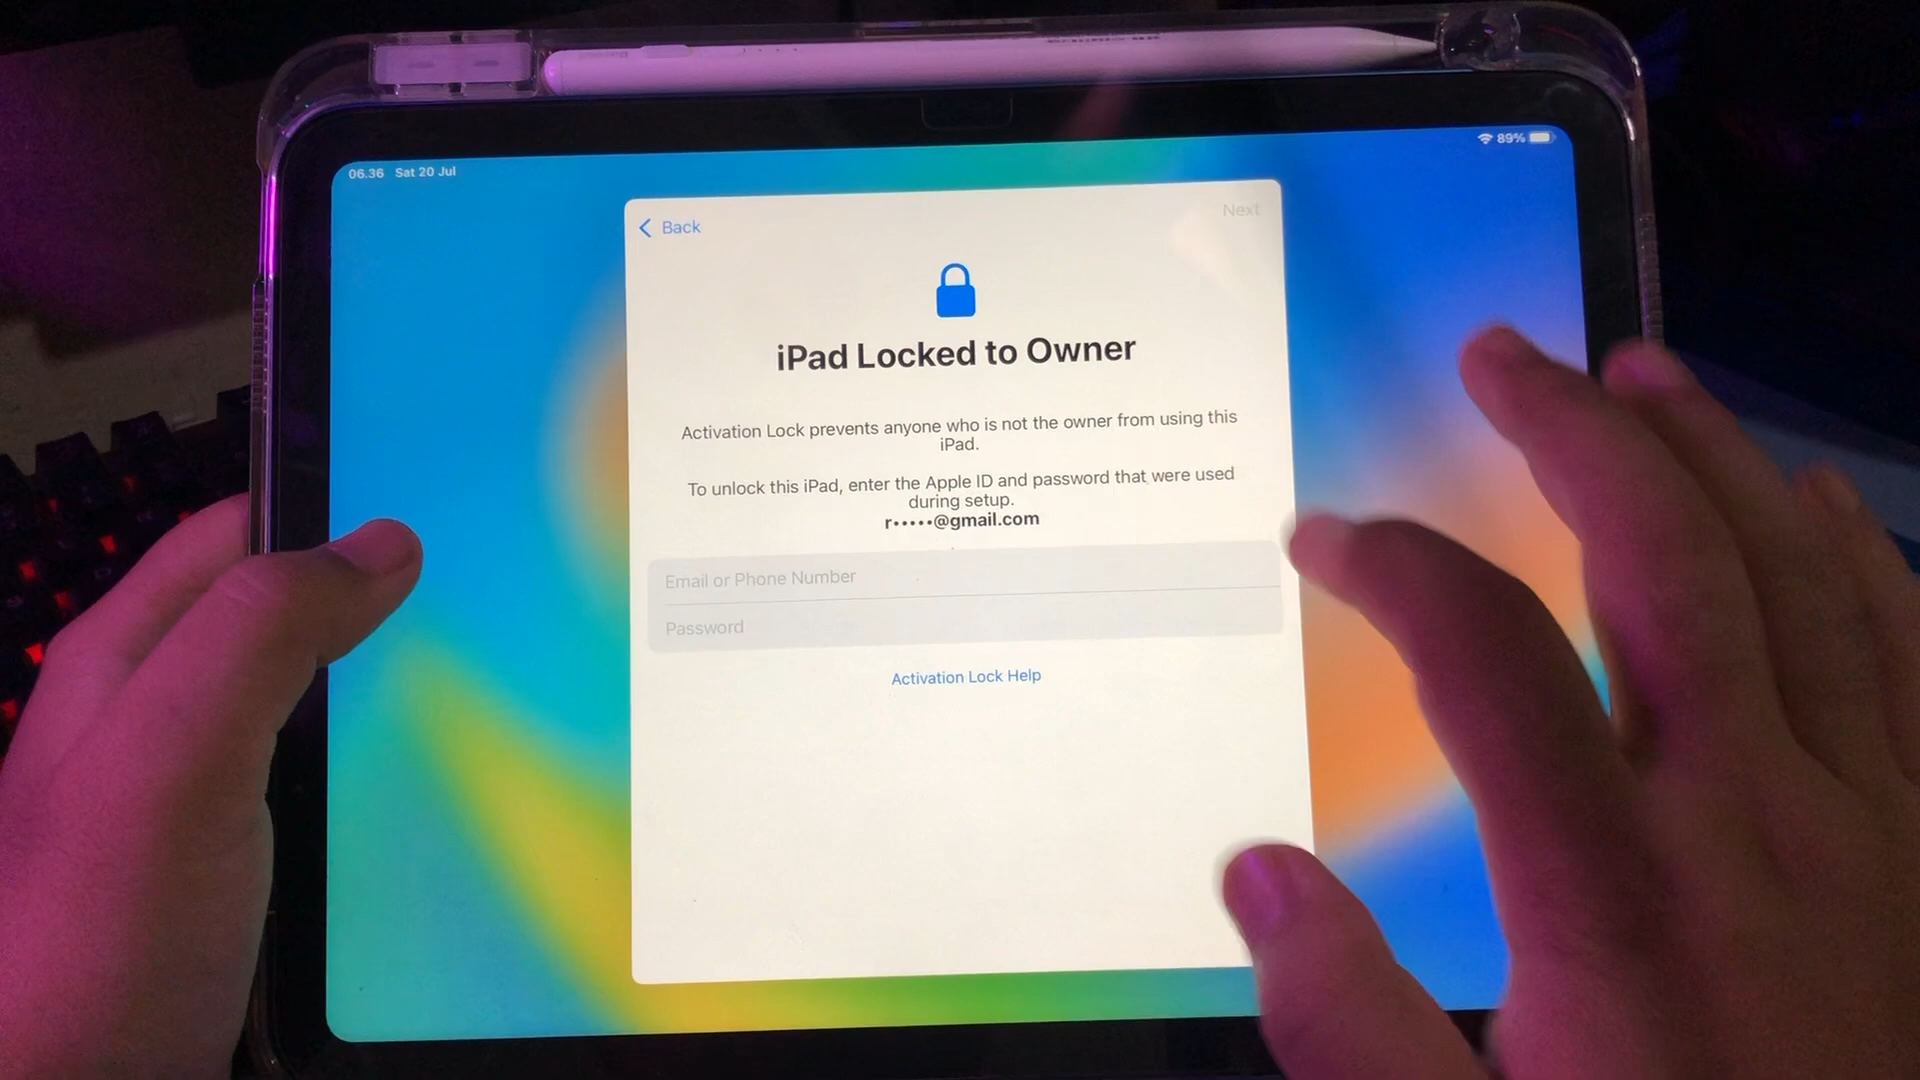 06.36 Sat 20 Jul
89%
Back
Next
iPad Locked to Owner
Activation Lock prevents anyone who is not the owner from using this
iPad.
To unlock this iPad, enter the Apple ID and password that were used
during setup.
r•••••@gmail.com
Email or Phone Number
Password
Activation Lock Help